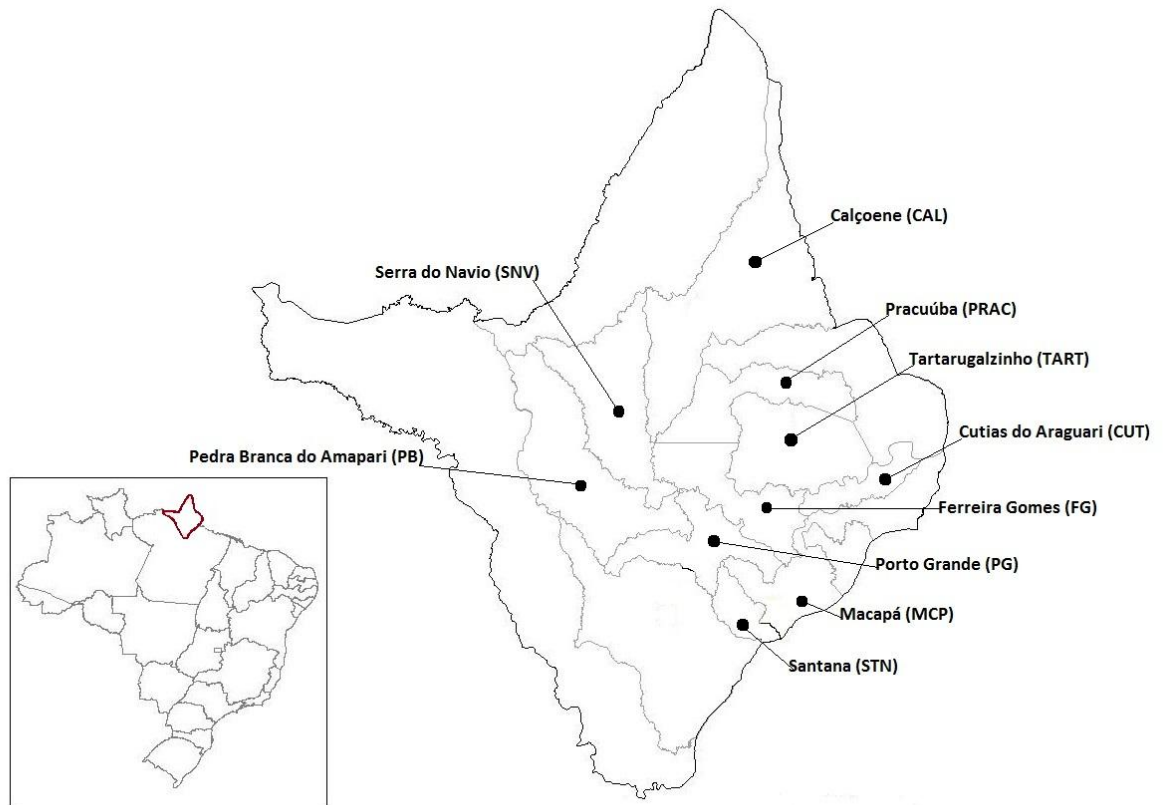 Calçoene (CAL)
Serra do Navio (SNV)
Pracuúba (PRAC)
Tartarugalzinho (TART)
Cutias do Araguari (CUT)
Pedra Branca do Amapari (PB)
Ferreira Gomes (FG)
Porto Grande (PG)
Macapá (MCP)
Santana (STN)